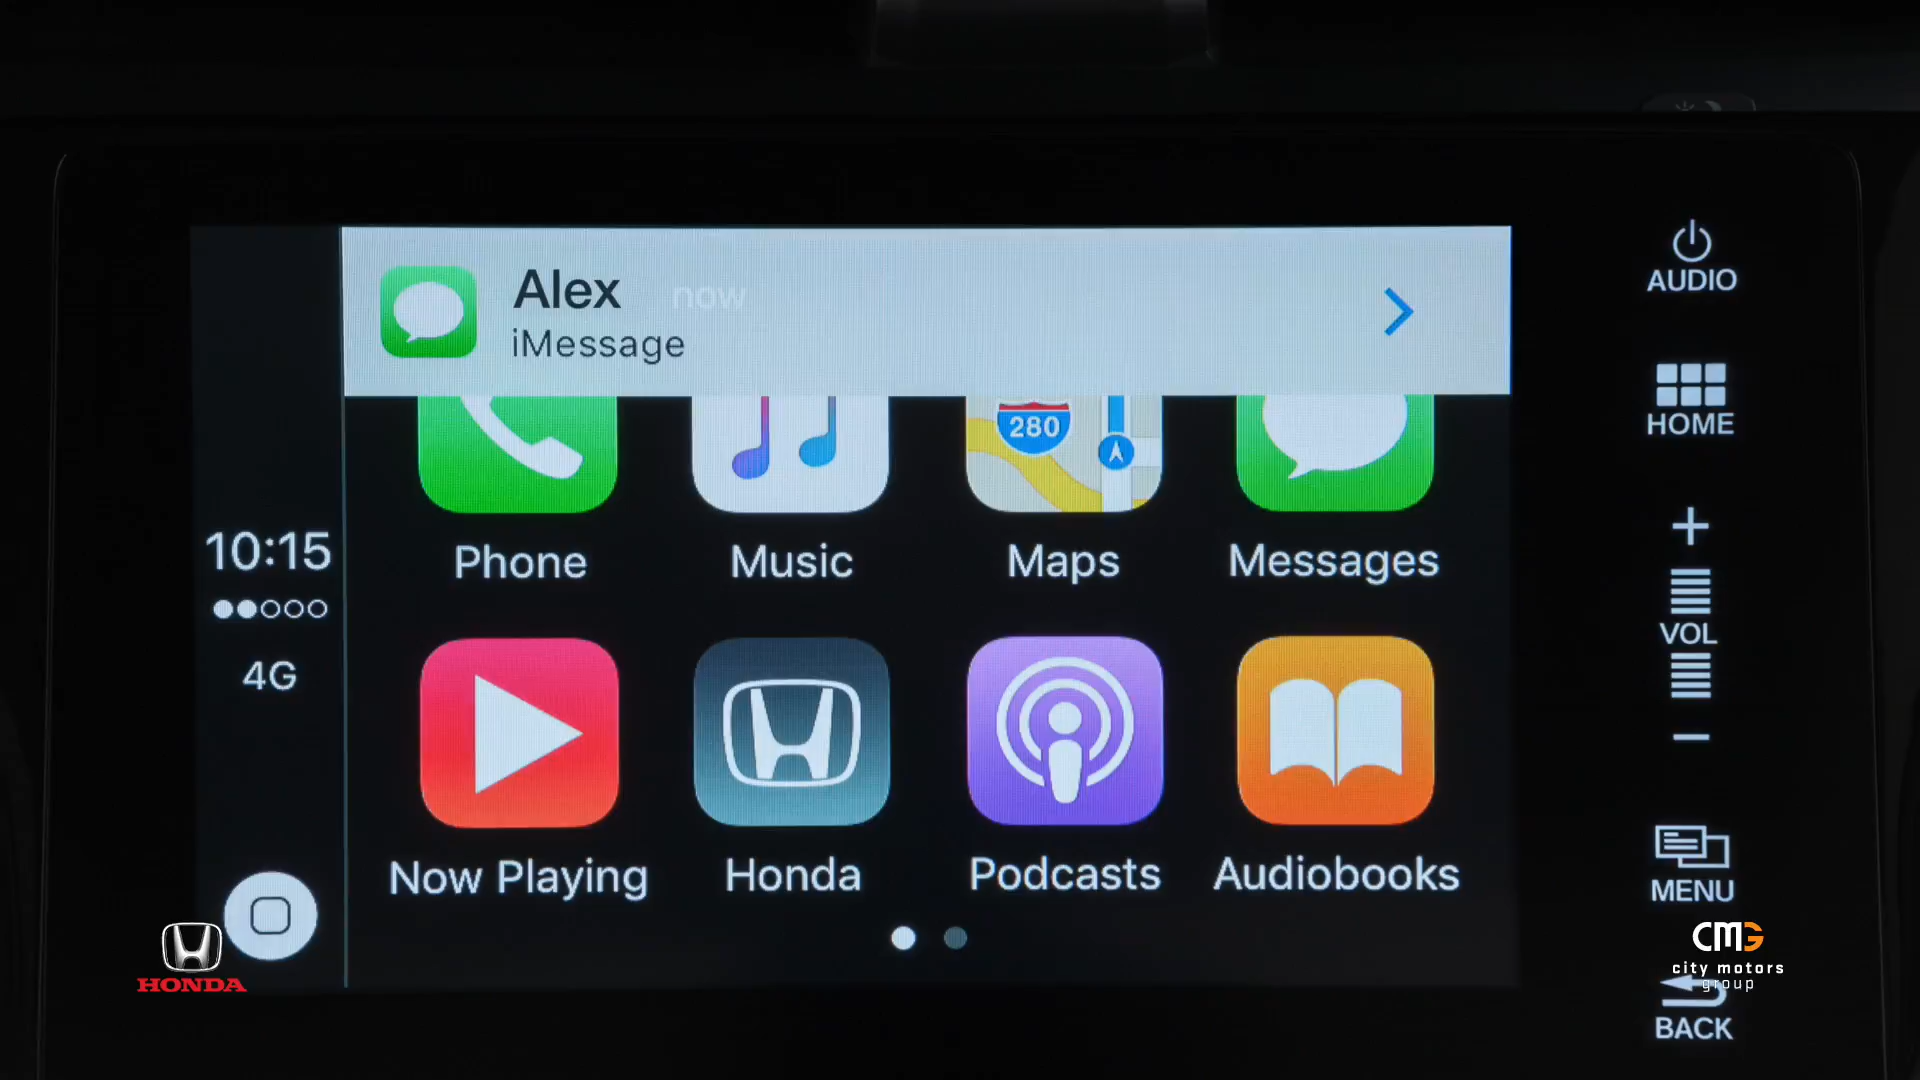 Alex now
iMessage
280
Phone
Music
Maps
Messages
10:15
4G
Now Playing
Honda
Podcasts
Audiobooks
AUDIO
HOME
+
VOL
−
MENU
BACK
HONDA
CMG
city motors
group